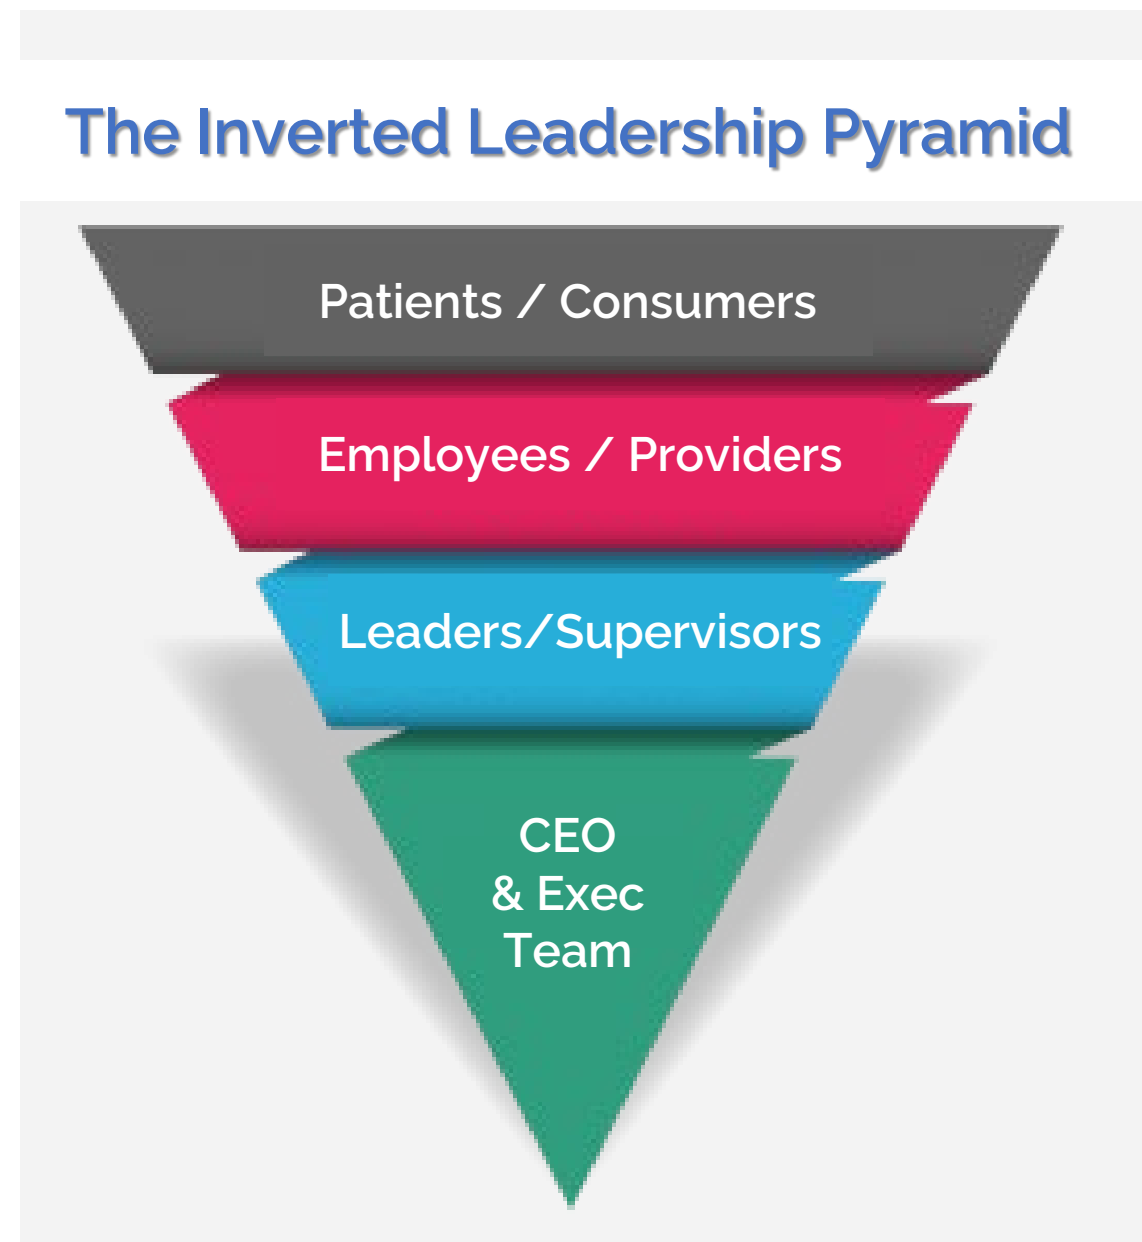 The Inverted Leadership Pyramid
Patients / Consumers
Employees / Providers
Leaders/Supervisors
CEO
& Exec
Team